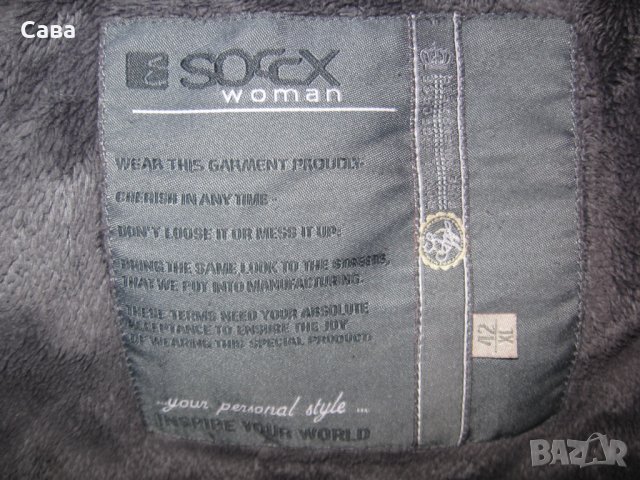 Сава
SOCCX
woman
WEAR THIS GARMENT PROUDLY-
CHERISH IN ANY TIME -
DON'T LOOSE IT OR MESS IT UP:
BRING THE SAME LOOK TO THE STREETS,
THAT WE PUT INTO MANUFACTURING.
THESE TERMS NEED YOUR ABSOLUTE
ACCEPTANCE TO ENSURE THE JOY
OF WEARING THIS SPECIAL PRODUCT!
...your personal style ...
INSPIRE YOUR WORLD
42
XL
BAZAR